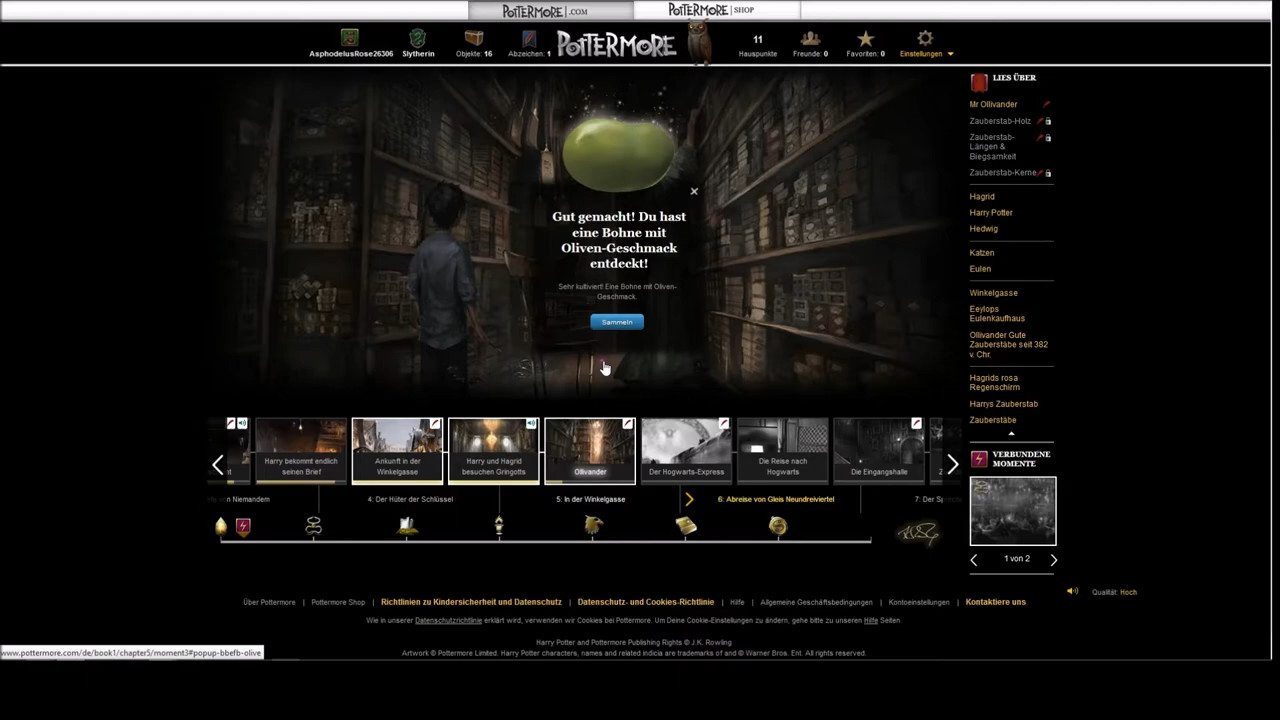 POTTERMORE .COM
POTTERMORE SHOP
AsphodelusRose26306
Slytherin
Objekte: 16
Abzeichen: 1
POTTERMORE
11
Hauspunkte
Freunde: 0
Favoriten: 0
Einstellungen
LIES ÜBER
Mr Ollivander
Zauberstab-Holz
Zauberstab-
Längen &
Biegsamkeit
Zauberstab-Kerne
Hagrid
Harry Potter
Hedwig
Katzen
Eulen
Winkelgasse
Eeylops
Eulenkaufhaus
Ollivander Gute
Zauberstäbe seit 382
v. Chr.
Hagrids rosa
Regenschirm
Harrys Zauberstab
Zauberstäbe
VERBUNDENE
MOMENTE
1 von 2
Gut gemacht! Du hast
eine Bohne mit
Oliven-Geschmack
entdeckt!
Sehr kultiviert! Eine Bohne mit Oliven-
Geschmack.
Sammeln
Harry bekommt endlich
seinen Brief
Ankunft in der
Winkelgasse
Harry und Hagrid
besuchen Gringotts
Ollivander
Der Hogwarts-Express
Die Reise nach
Hogwarts
Die Eingangshalle
von Niemandem
4: Der Hüter der Schlüssel
5: In der Winkelgasse
6: Abreise von Gleis Neundreiviertel
7: Der
Qualität: Hoch
Über Pottermore | Pottermore Shop | Richtlinien zu Kindersicherheit und Datenschutz | Datenschutz- und Cookies-Richtlinie | Hilfe | Allgemeine Geschäftsbedingungen | Kontoeinstellungen | Kontaktiere uns
Wie in unserer Datenschutzrichtlinie erklärt wird, verwenden wir Cookies bei Pottermore. Um Deine Cookie-Einstellungen zu ändern, gehe bitte zu unseren Hilfe Seiten.
Harry Potter and Pottermore Publishing Rights © J.K. Rowling
Artwork © Pottermore Limited. Harry Potter characters, names and related indicia are trademarks of and © Warner Bros. Ent. All rights reserved.
www.pottermore.com/de/book1/chapter5/moment3#popup-bbefb-olive